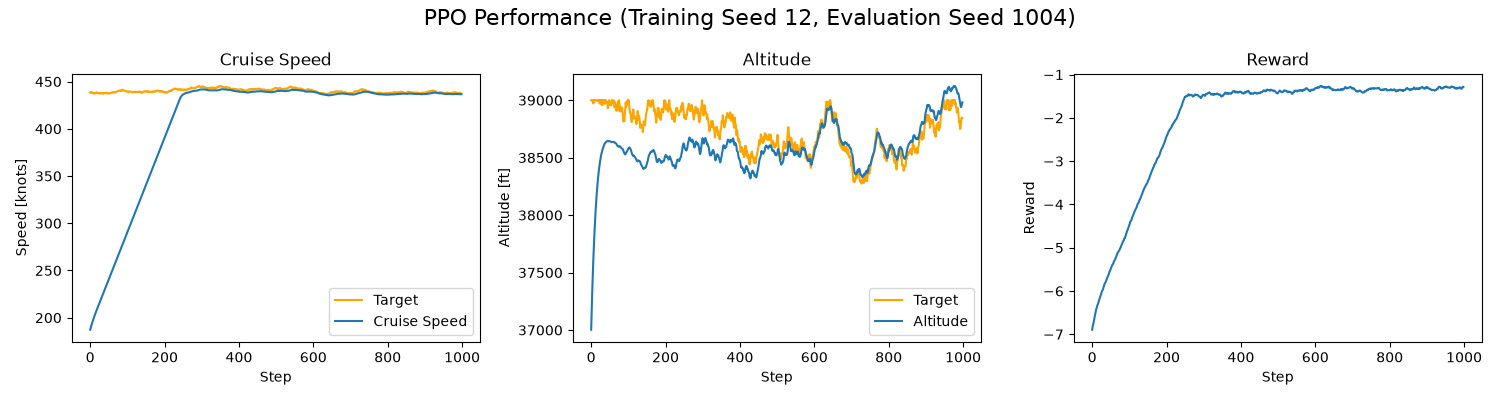 PPO Performance (Training Seed 12, Evaluation Seed 1004)
Cruise Speed
Speed [knots]
450
400
350
300
250
200
0 200 400 600 800 1000
Step
Target
Cruise Speed
Altitude
Altitude [ft]
39000
38500
38000
37500
37000
0 200 400 600 800 1000
Step
Target
Altitude
Reward
Reward
−1
−2
−3
−4
−5
−6
−7
0 200 400 600 800 1000
Step